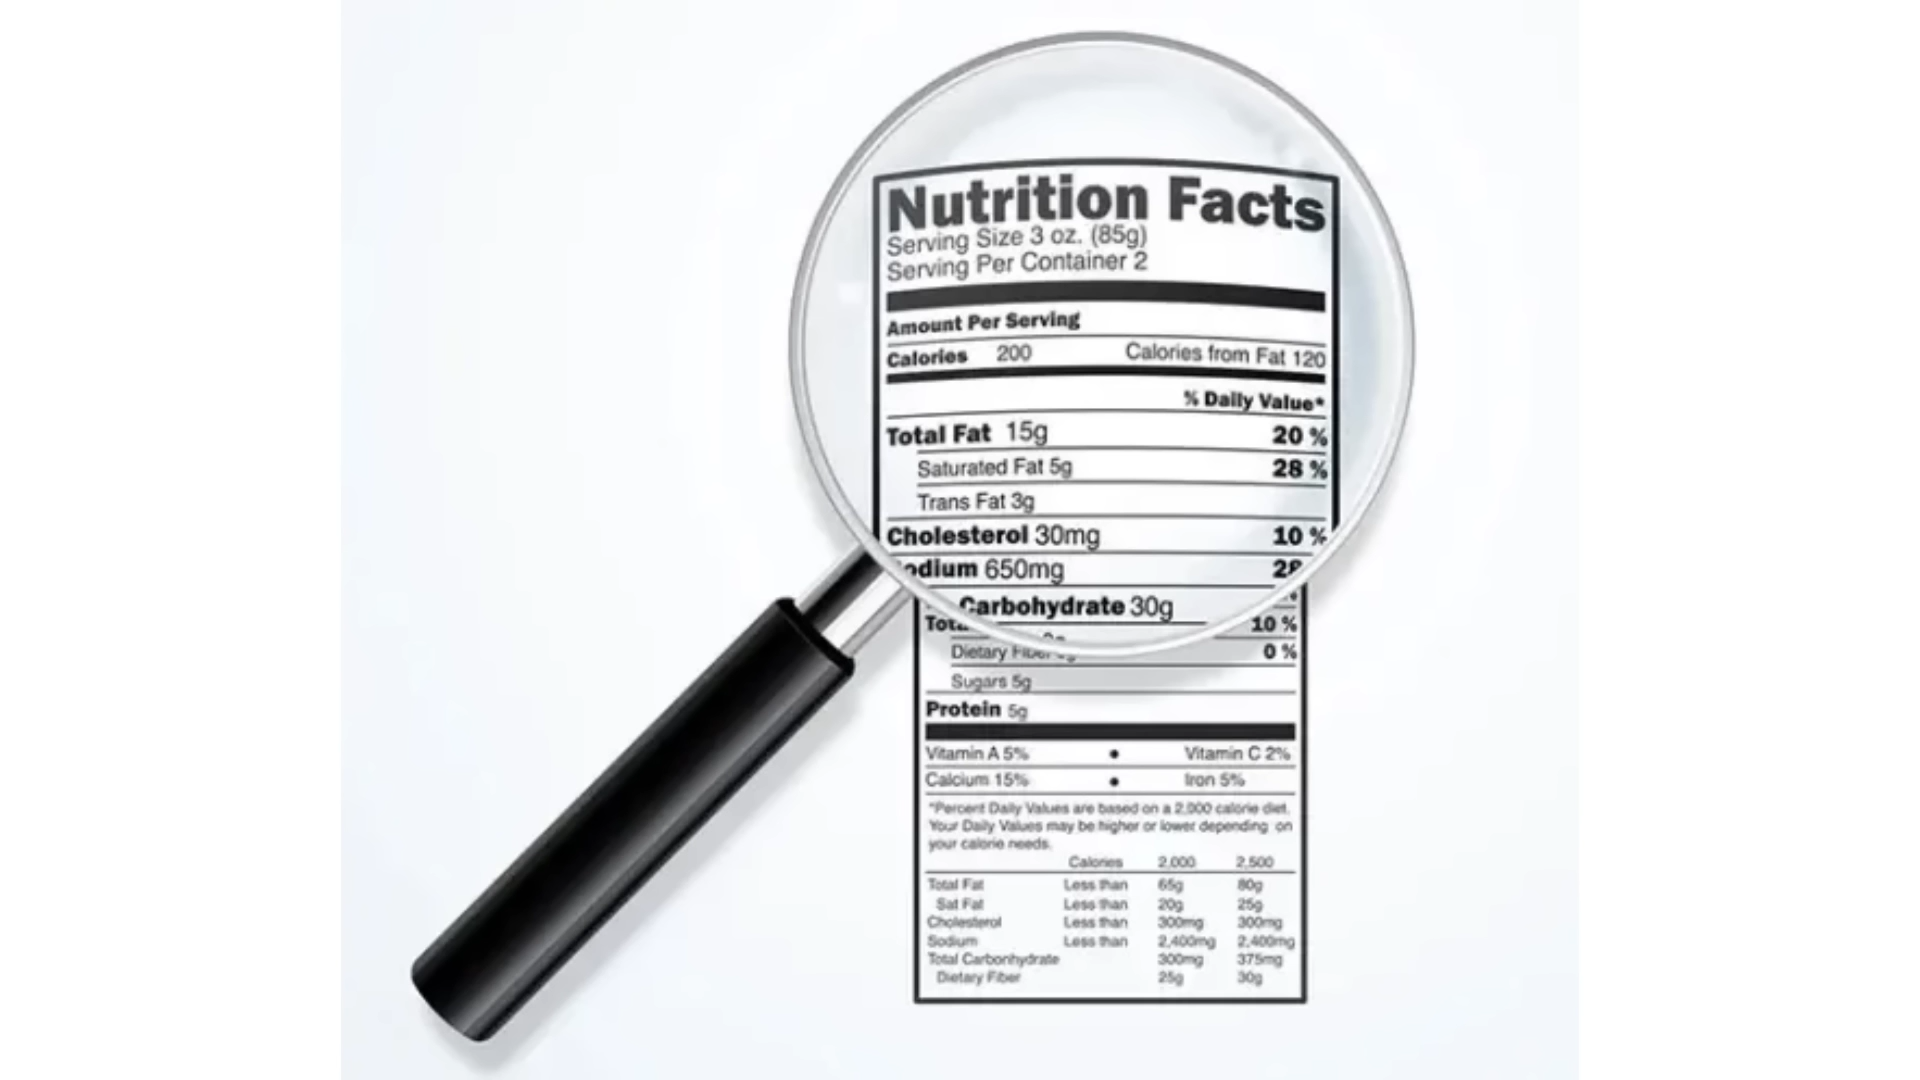 Nutrition Facts
Serving Size 3 oz. (85g)
Serving Per Container 2
Amount Per Serving
Calories 200 Calories from Fat 120
% Daily Value*
Total Fat 15g 20 %
Saturated Fat 5g 28 %
Trans Fat 3g
Cholesterol 30mg 10 %
odium 650mg 28
Carbohydrate 30g
10 %
Dietary 0 %
Sugars 5g
Protein 5g
Vitamin A 5% • Vitamin C 2%
Calcium 15% • Iron 5%
*Percent Daily Values are based on a 2,000 calorie diet.
Your Daily Values may be higher or lower depending on
your calorie needs.
Calories 2,000 2,500
Total Fat Less than 65g 80g
Sat Fat Less than 20g 25g
Cholesterol Less than 300mg 300mg
Sodium Less than 2,400mg 2,400mg
Total Carbonhydrate 300mg 375mg
Dietary Fiber 25g 30g